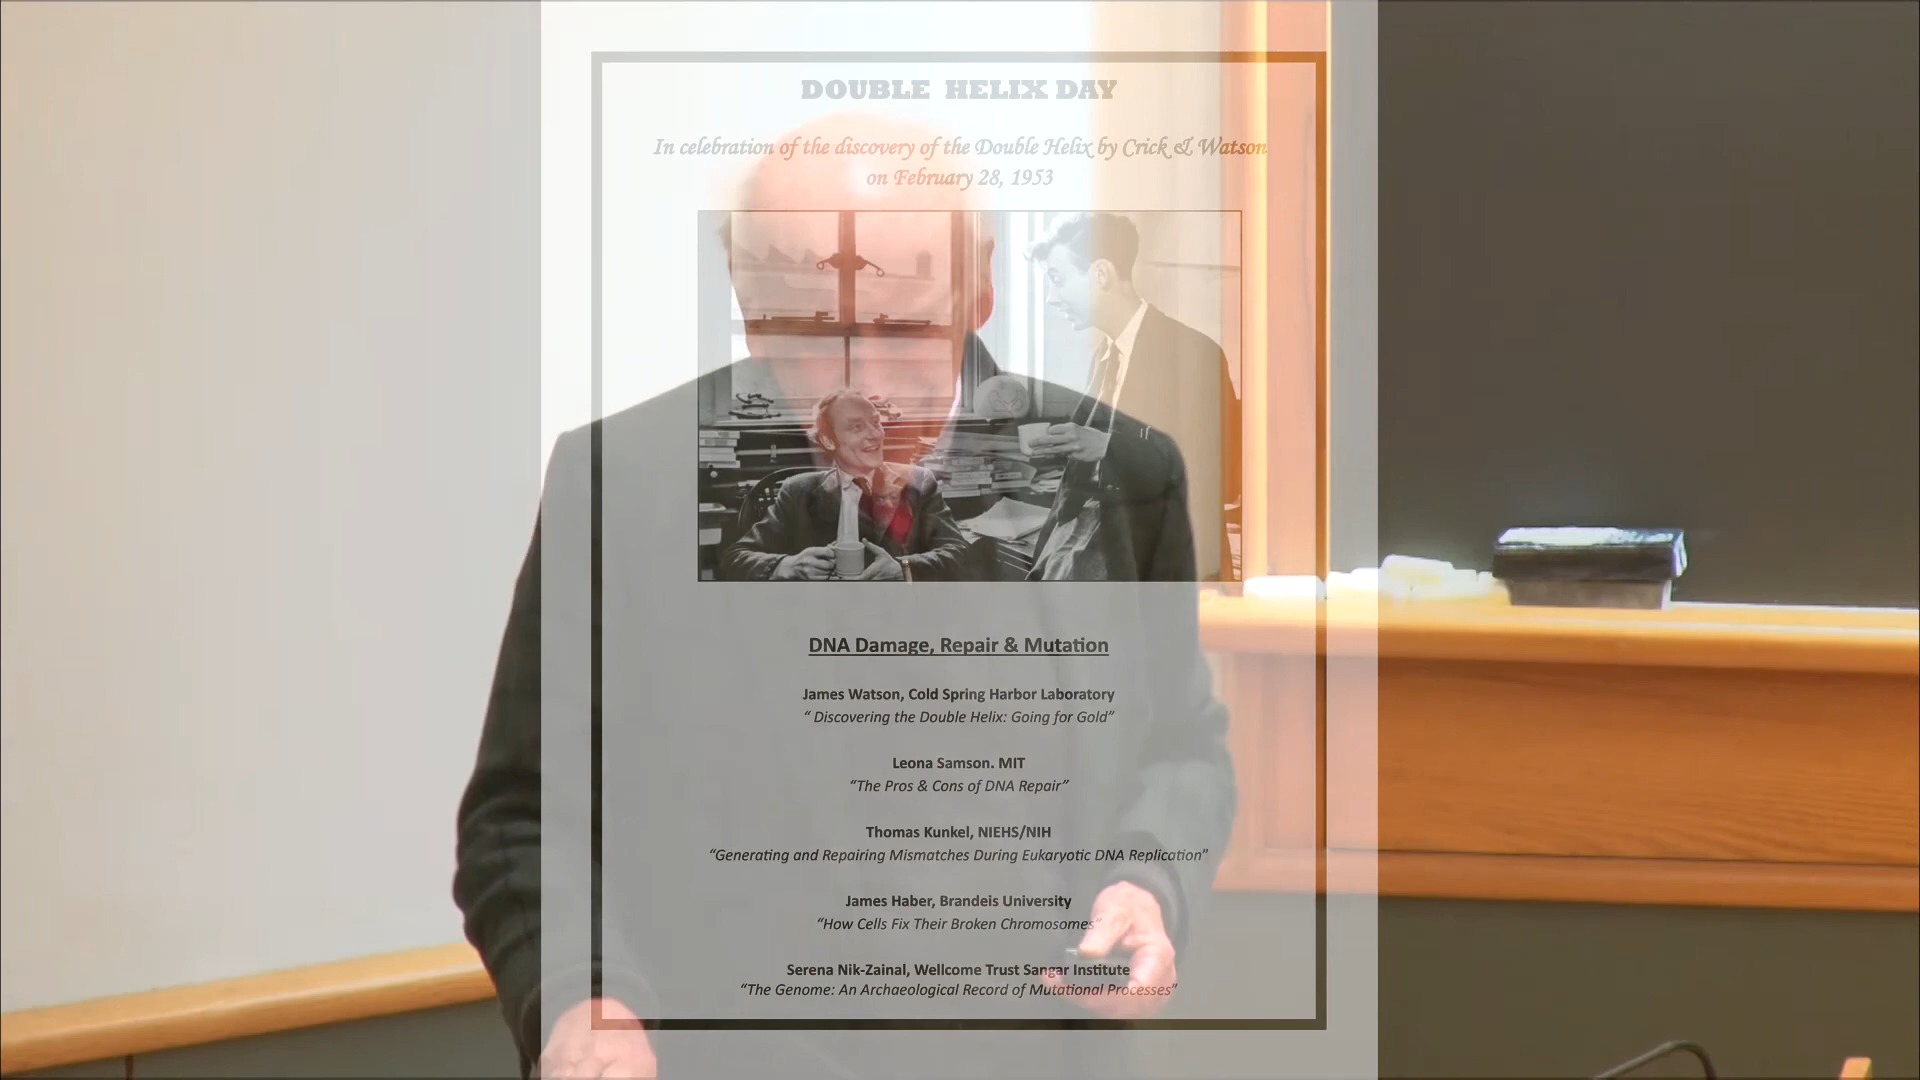 DOUBLE HELIX DAY
In celebration of the discovery of the Double Helix by Crick & Watson
on February 28, 1953
DNA Damage, Repair & Mutation
James Watson, Cold Spring Harbor Laboratory
“ Discovering the Double Helix: Going for Gold”
Leona Samson. MIT
“The Pros & Cons of DNA Repair”
Thomas Kunkel, NIEHS/NIH
“Generating and Repairing Mismatches During Eukaryotic DNA Replication”
James Haber, Brandeis University
“How Cells Fix Their Broken Chromosomes”
Serena Nik-Zainal, Wellcome Trust Sangar Institute
“The Genome: An Archaeological Record of Mutational Processes”